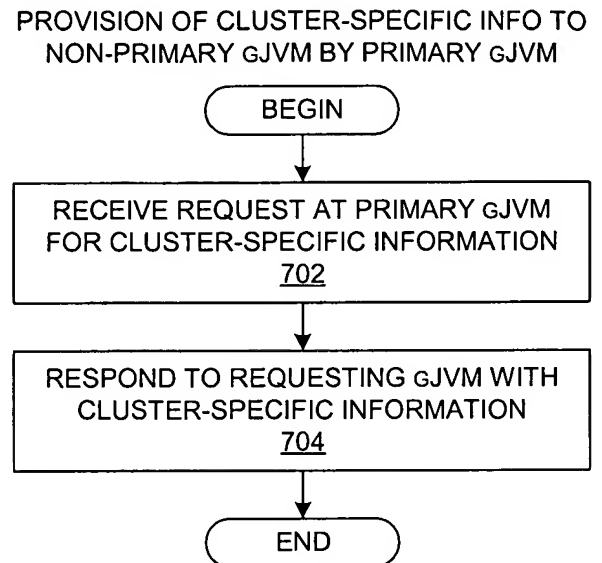 PROVISION OF CLUSTER-SPECIFIC INFO TO
NON-PRIMARY GJVM BY PRIMARY GJVM
BEGIN
RECEIVE REQUEST AT PRIMARY GJVM
FOR CLUSTER-SPECIFIC INFORMATION
702
RESPOND TO REQUESTING GJVM WITH
CLUSTER-SPECIFIC INFORMATION
704
END